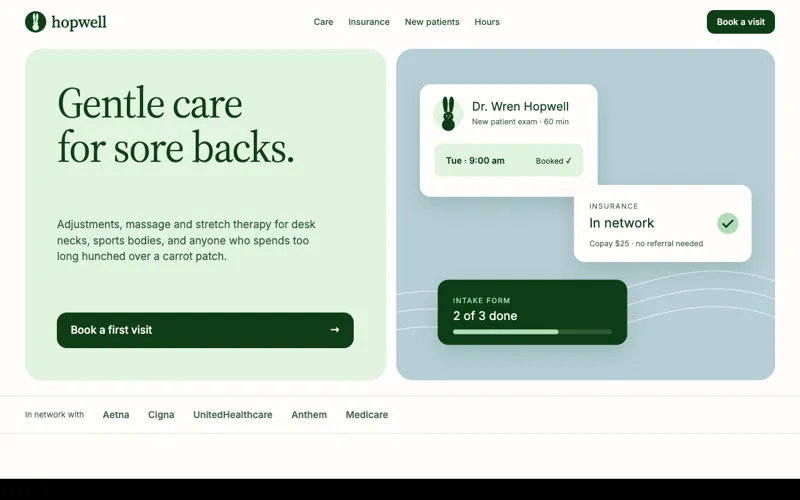 hopwell
Care
Insurance
New patients
Hours
Book a visit
Gentle care
for sore backs.
Adjustments, massage and stretch therapy for desk
necks, sports bodies, and anyone who spends too
long hunched over a carrot patch.
Book a first visit →
Dr. Wren Hopwell
New patient exam · 60 min
Tue · 9:00 am
Booked ✓
INSURANCE
In network
Copay $25 · no referral needed
INTAKE FORM
2 of 3 done
In network with
Aetna
Cigna
UnitedHealthcare
Anthem
Medicare